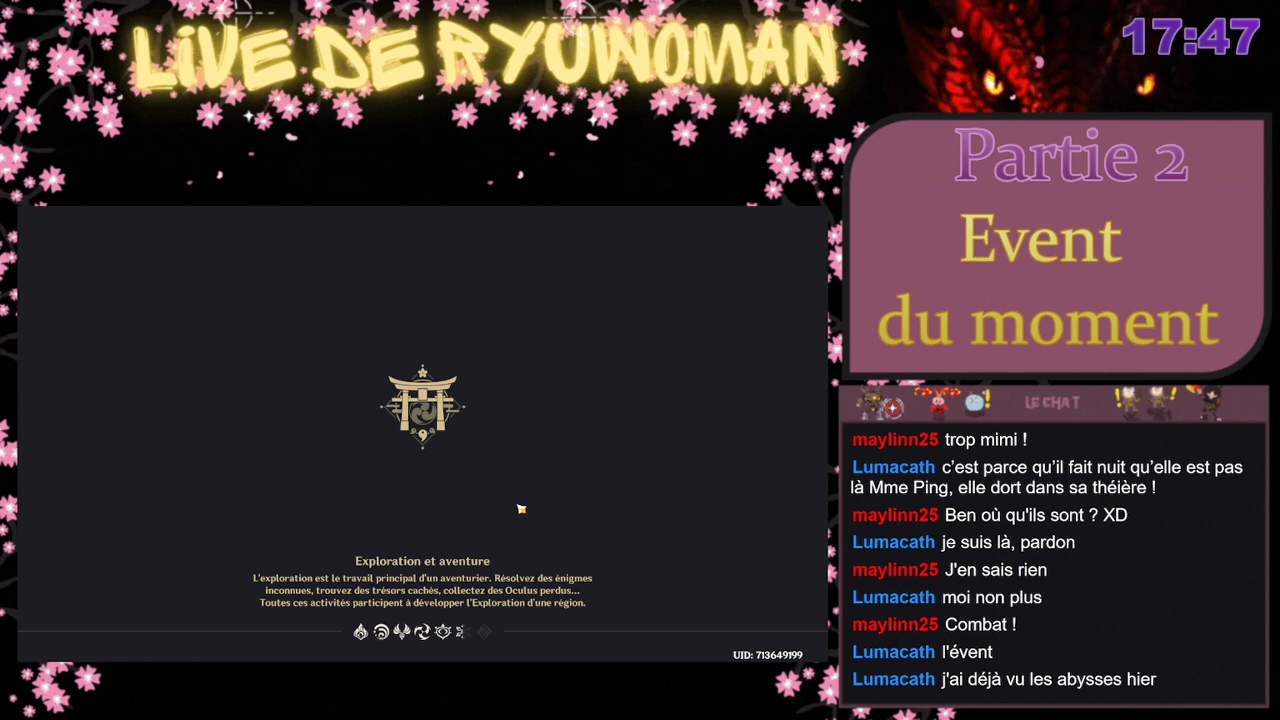 LIVE DE RYUWOMAN
17:47
Partie 2
Event
du moment
LE CHAT
maylinn25 trop mimi !
Lumacath c’est parce qu’il fait nuit qu’elle est pas
là Mme Ping, elle dort dans sa théière !
maylinn25 Ben où qu'ils sont ? XD
Lumacath je suis là, pardon
maylinn25 J'en sais rien
Lumacath moi non plus
maylinn25 Combat !
Lumacath l'évent
Lumacath j'ai déjà vu les abysses hier
Exploration et aventure
L'exploration est le travail principal d'un aventurier. Résolvez des énigmes
inconnues, trouvez des trésors cachés, collectez des Oculus perdus...
Toutes ces activités participent à développer l'Exploration d'une région.
UID: 713649199